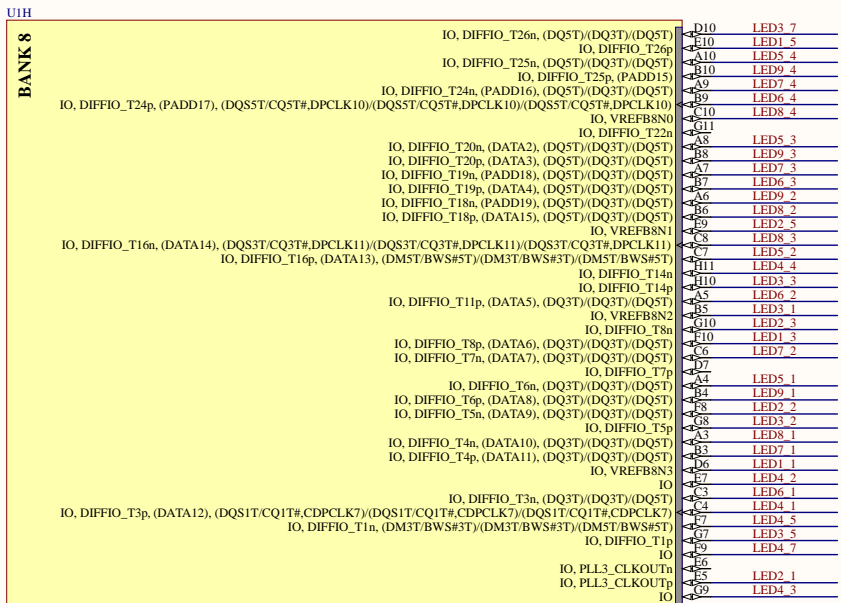 U1H
BANK 8
IO, DIFFIO_T26n, (DQ5T)/(DQ3T)/(DQ5T) D10 LED3_7
IO, DIFFIO_T26p E10 LED1_5
IO, DIFFIO_T25n, (DQ5T)/(DQ3T)/(DQ5T) A10 LED5_4
IO, DIFFIO_T25p, (PADD15) B10 LED9_4
IO, DIFFIO_T24n, (PADD16), (DQ5T)/(DQ3T)/(DQ5T) A9 LED7_4
IO, DIFFIO_T24p, (PADD17), (DQS5T/CQ5T#,DPCLK10)/(DQS5T/CQ5T#,DPCLK10)/(DQS5T/CQ5T#,DPCLK10) B9 LED6_4
IO, VREFB8N0 C10 LED8_4
IO, DIFFIO_T22n G11
IO, DIFFIO_T20n, (DATA2), (DQ5T)/(DQ3T)/(DQ5T) A8 LED5_3
IO, DIFFIO_T20p, (DATA3), (DQ5T)/(DQ3T)/(DQ5T) B8 LED9_3
IO, DIFFIO_T19n, (PADD18), (DQ5T)/(DQ3T)/(DQ5T) A7 LED7_3
IO, DIFFIO_T19p, (DATA4), (DQ5T)/(DQ3T)/(DQ5T) B7 LED6_3
IO, DIFFIO_T18n, (PADD19), (DQ5T)/(DQ3T)/(DQ5T) A6 LED9_2
IO, DIFFIO_T18p, (DATA15), (DQ5T)/(DQ3T)/(DQ5T) B6 LED8_2
IO, VREFB8N1 E9 LED2_5
IO, DIFFIO_T16n, (DATA14), (DQS3T/CQ3T#,DPCLK11)/(DQS3T/CQ3T#,DPCLK11)/(DQS3T/CQ3T#,DPCLK11) C8 LED8_3
IO, DIFFIO_T16p, (DATA13), (DM5T/BWS#5T)/(DM3T/BWS#3T)/(DM5T/BWS#5T) C7 LED5_2
IO, DIFFIO_T14n H11 LED4_4
IO, DIFFIO_T14p H10 LED3_3
IO, DIFFIO_T11p, (DATA5), (DQ3T)/(DQ3T)/(DQ5T) A5 LED6_2
IO, VREFB8N2 B5 LED3_1
IO, DIFFIO_T8n G10 LED2_3
IO, DIFFIO_T8p, (DATA6), (DQ3T)/(DQ3T)/(DQ5T) F10 LED1_3
IO, DIFFIO_T7n, (DATA7), (DQ3T)/(DQ3T)/(DQ5T) C6 LED7_2
IO, DIFFIO_T7p D7
IO, DIFFIO_T6n, (DQ3T)/(DQ3T)/(DQ5T) A4 LED5_1
IO, DIFFIO_T6p, (DATA8), (DQ3T)/(DQ3T)/(DQ5T) B4 LED9_1
IO, DIFFIO_T5n, (DATA9), (DQ3T)/(DQ3T)/(DQ5T) F8 LED2_2
IO, DIFFIO_T5p G8 LED3_2
IO, DIFFIO_T4n, (DATA10), (DQ3T)/(DQ3T)/(DQ5T) A3 LED8_1
IO, DIFFIO_T4p, (DATA11), (DQ3T)/(DQ3T)/(DQ5T) B3 LED7_1
IO, VREFB8N3 D6 LED1_1
IO E7 LED4_2
IO, DIFFIO_T3n, (DQ3T)/(DQ3T)/(DQ5T) C3 LED6_1
IO, DIFFIO_T3p, (DATA12), (DQS1T/CQ1T#,CDPCLK7)/(DQS1T/CQ1T#,CDPCLK7)/(DQS1T/CQ1T#,CDPCLK7) C4 LED4_1
IO, DIFFIO_T1n, (DM3T/BWS#3T)/(DM3T/BWS#3T)/(DM5T/BWS#5T) F7 LED4_5
IO, DIFFIO_T1p G7 LED3_5
IO F9 LED4_7
IO, PLL3_CLKOUTn E6
IO, PLL3_CLKOUTp E5 LED2_1
IO G9 LED4_3